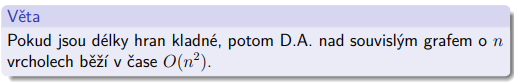 Věta
Pokud jsou délky hran kladné, potom D.A. nad souvislým grafem o n
vrcholech běží v čase O(n²).